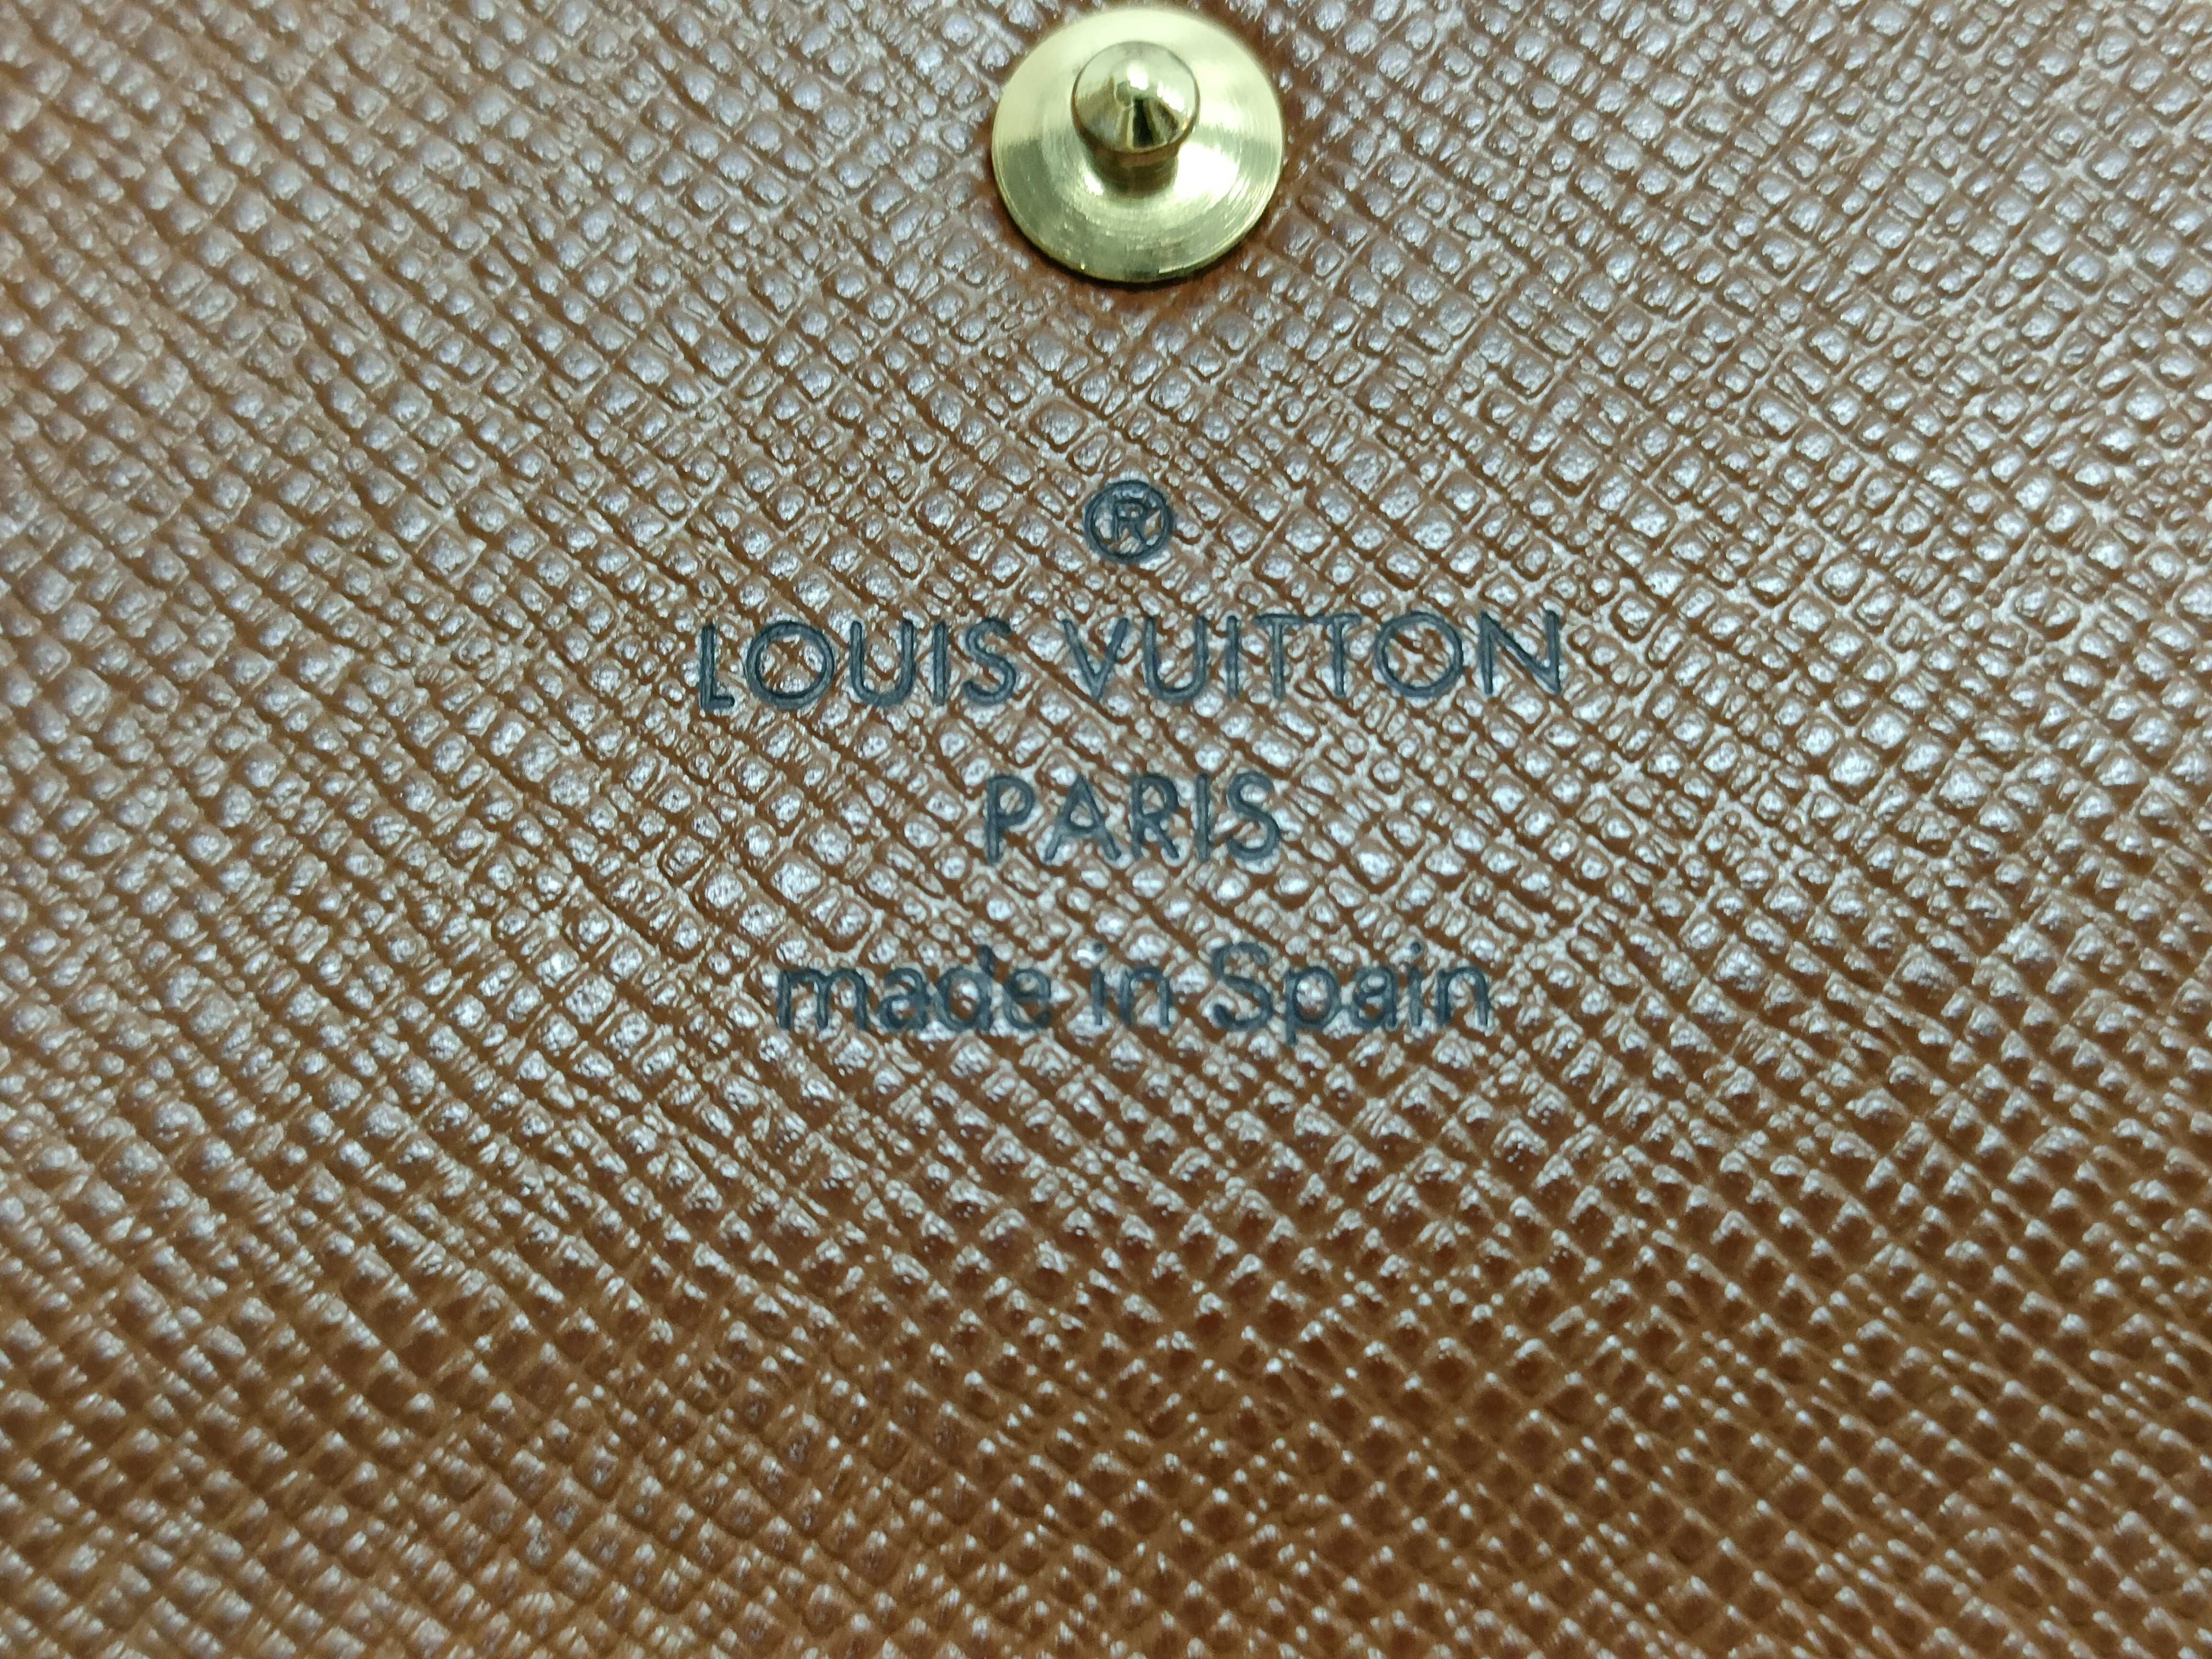 ®
LOUIS VUITTON
PARIS
made in Spain